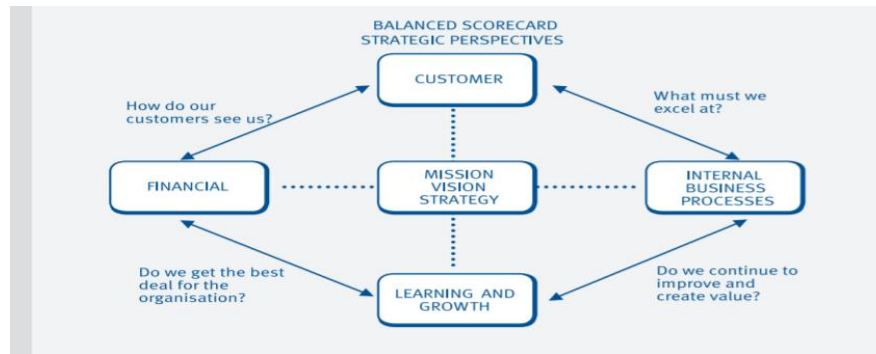 BALANCED SCORECARD
STRATEGIC PERSPECTIVES
CUSTOMER
How do our
customers see us?
What must we
excel at?
FINANCIAL
MISSION
VISION
STRATEGY
INTERNAL
BUSINESS
PROCESSES
Do we get the best
deal for the
organisation?
LEARNING AND
GROWTH
Do we continue to
improve and
create value?